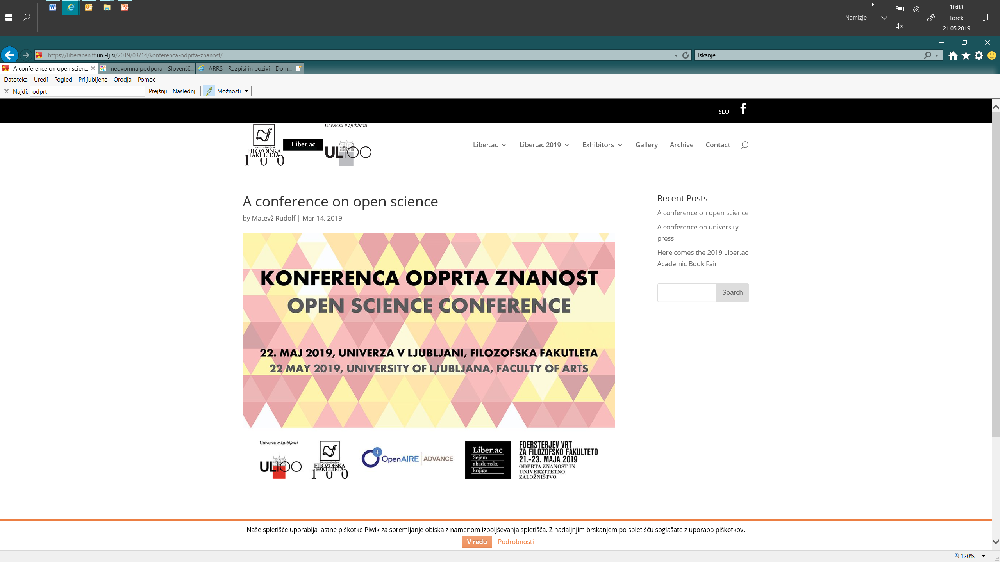 10:08
Namizje
torek
21.05.2019
https://liberacen.ff.uni-lj.si/2019/03/14/konferenca-odprta-znanost/
Iskanje ...
A conference on open scien...
nedvomna podpora - Slovenšč...
ARRS - Razpisi in pozivi - Dom...
Datoteka Uredi Pogled Priljubljene Orodja Pomoč
Najdi: odprt Prejšnji Naslednji Možnosti
SLO
Univerza v Ljubljani
FILOZOFSKA
FAKULTETA
100
Liber.ac
UL100
Liber.ac Liber.ac 2019 Exhibitors Gallery Archive Contact
A conference on open science
by Matevž Rudolf | Mar 14, 2019
KONFERENCA ODPRTA ZNANOST
OPEN SCIENCE CONFERENCE
22. MAJ 2019, UNIVERZA V LJUBLJANI, FILOZOFSKA FAKUTLETA
22 MAY 2019, UNIVERSITY OF LJUBLJANA, FACULTY OF ARTS
Univerza v Ljubljani
UL100
Univerza v Ljubljani
FILOZOFSKA
FAKULTETA
100
OpenAIRE ADVANCE
Liber.ac
Sejem
akademske
knjige
FOERSTERJEV VRT
ZA FILOZOFSKO FAKULTETO
21.-23. MAJA 2019
ODPRTA ZNANOST IN
UNIVERZITETNO
ZALOŽNIŠTVO
Recent Posts
A conference on open science
A conference on university
press
Here comes the 2019 Liber.ac
Academic Book Fair
Search
Naše spletišče uporablja lastne piškotke Piwik za spremljanje obiska z namenom izboljševanja spletišča. Z nadaljnjim brskanjem po spletišču soglašate z uporabo piškotkov.
V redu Podrobnosti
120%